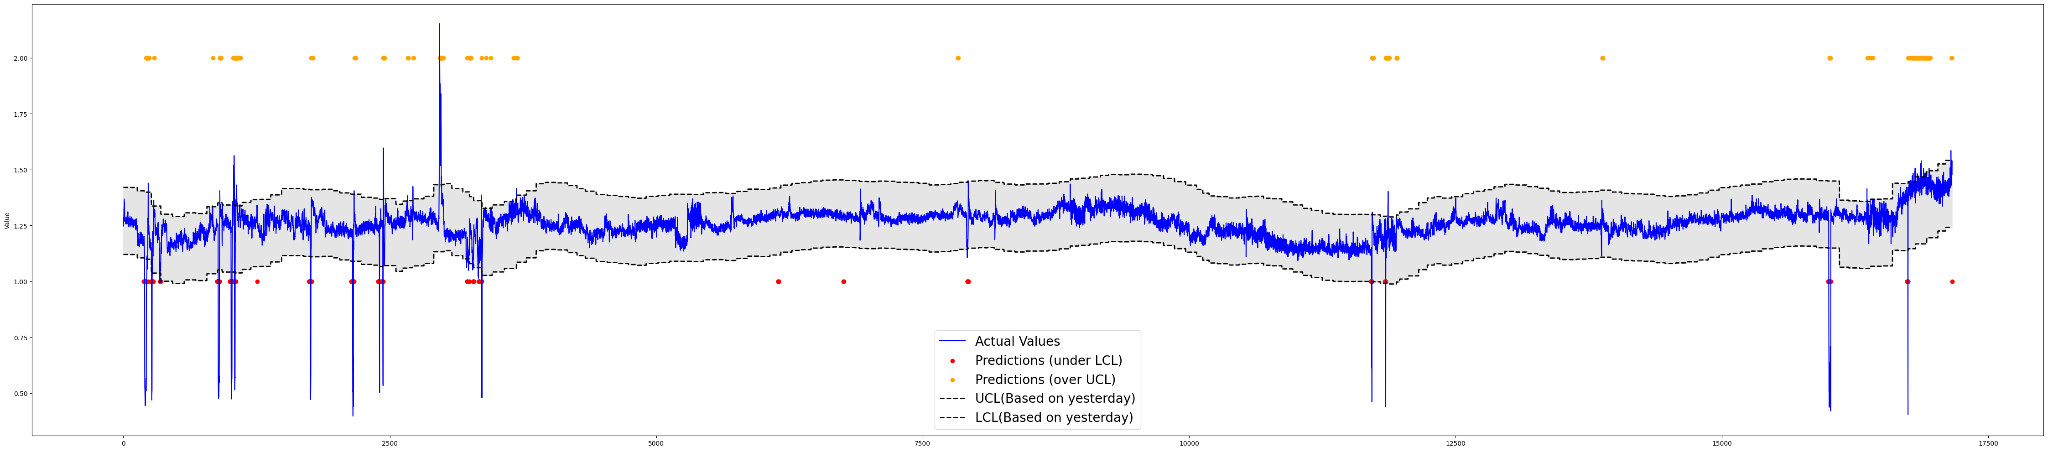 2.00
1.75
1.50
1.25
1.00
0.75
0.50
Value
Actual Values
Predictions (under LCL)
Predictions (over UCL)
UCL(Based on yesterday)
LCL(Based on yesterday)
0
2500
5000
7500
10000
12500
15000
17500